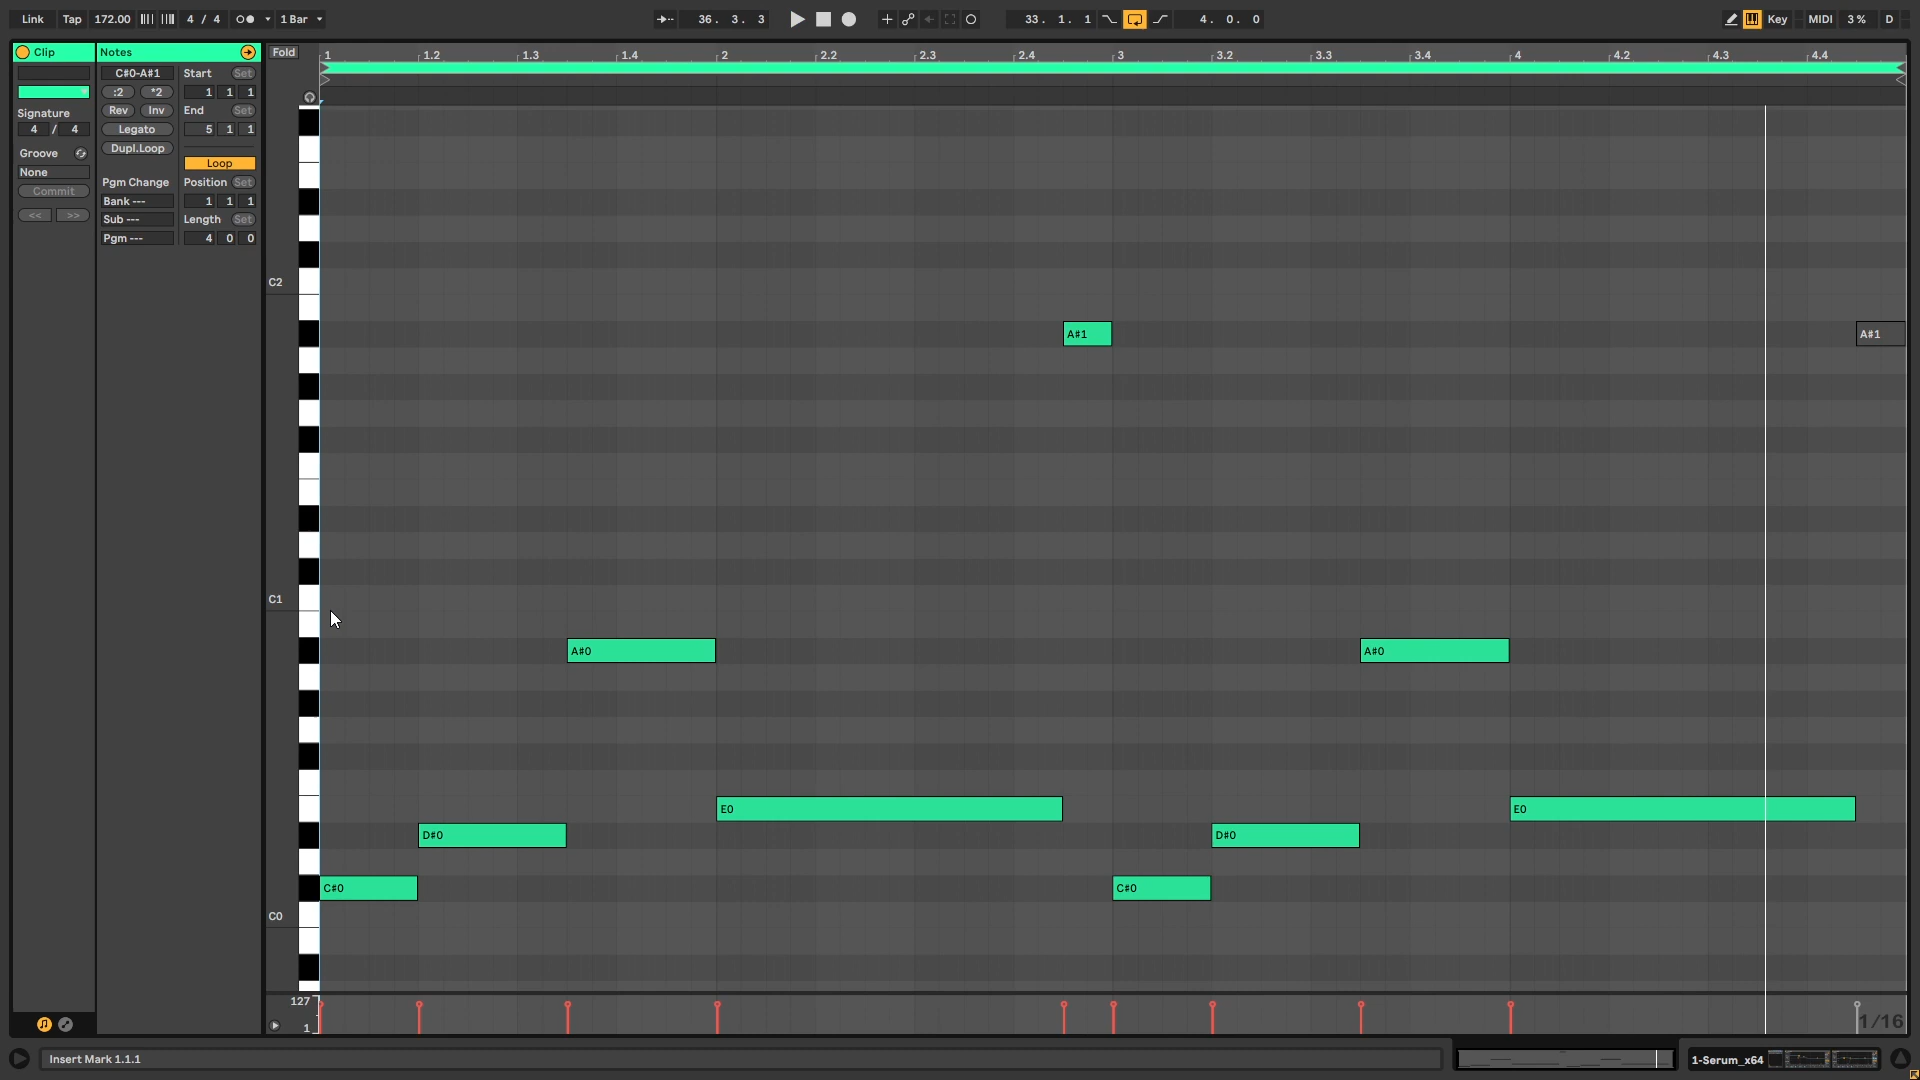 Link Tap 172.00 4 / 4 1 Bar 36. 3. 3 33. 1. 1 4. 0. 0 Key MIDI 3 % D
Clip
Signature
4 / 4
Groove
None
Commit
<< >>
Notes
C#0-A#1 Start Set
:2 *2 1 1 1
Rev Inv End Set
Legato 5 1 1
Dupl.Loop
Loop
Pgm Change Position Set
Bank --- 1 1 1
Sub --- Length Set
Pgm --- 4 0 0
Fold 1 1.2 1.3 1.4 2 2.2 2.3 2.4 3 3.2 3.3 3.4 4 4.2 4.3 4.4
C2
A#1 A#1
C1
A#0 A#0
E0 E0
D#0 D#0
C#0 C#0
C0
127
1 1/16
Insert Mark 1.1.1 1-Serum_x64